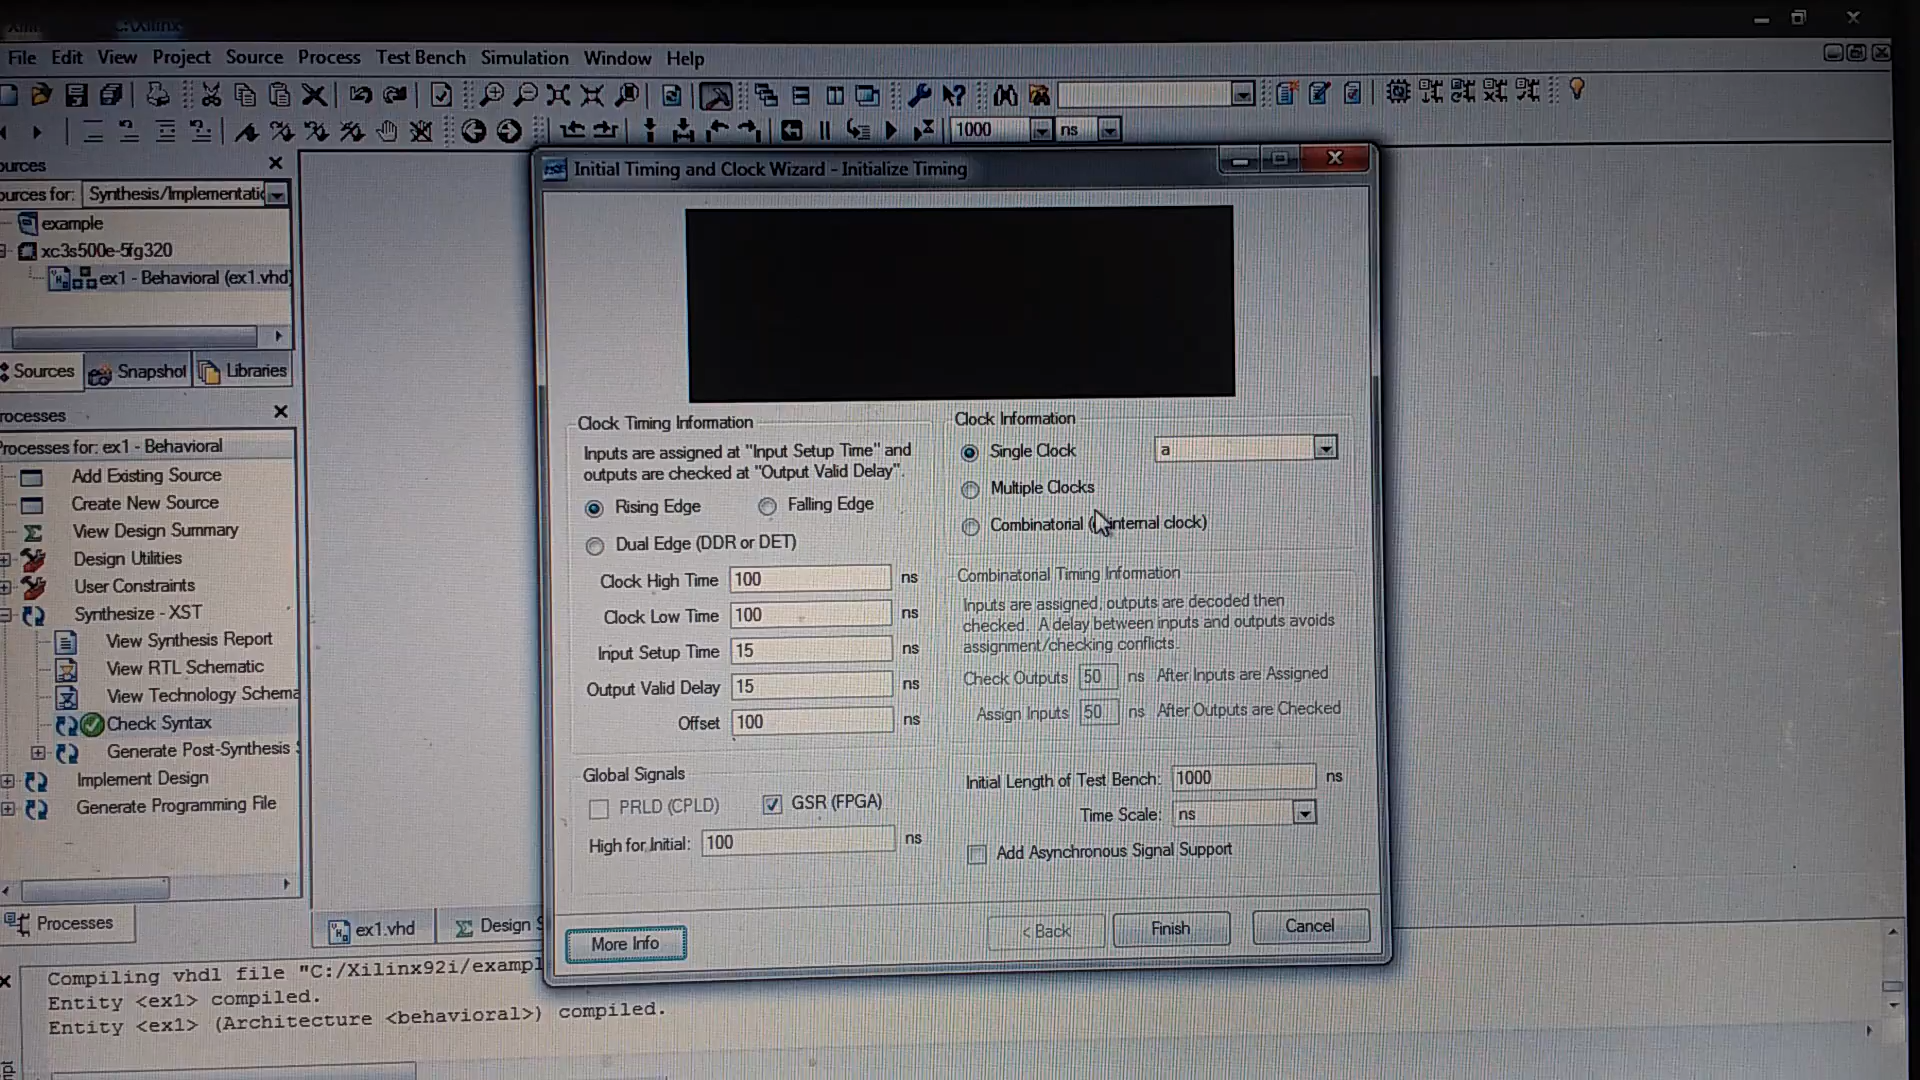 C:\Xilinx
File Edit View Project Source Process Test Bench Simulation Window Help
1000 ns
ources
ources for: Synthesis/Implementatic
example
xc3s500e-5fg320
ex1 - Behavioral (ex1.vhd)
Sources Snapshot Libraries
rocesses
Processes for: ex1 - Behavioral
Add Existing Source
Create New Source
View Design Summary
Design Utilities
User Constraints
Synthesize - XST
View Synthesis Report
View RTL Schematic
View Technology Schema
Check Syntax
Generate Post-Synthesis
Implement Design
Generate Programming File
Processes
Initial Timing and Clock Wizard - Initialize Timing
Clock Timing Information
Inputs are assigned at "Input Setup Time" and
outputs are checked at "Output Valid Delay".
Rising Edge Falling Edge
Dual Edge (DDR or DET)
Clock High Time 100 ns
Clock Low Time 100 ns
Input Setup Time 15 ns
Output Valid Delay 15 ns
Offset 100 ns
Global Signals
PRLD (CPLD) GSR (FPGA)
High for Initial: 100 ns
Clock Information
Single Clock a
Multiple Clocks
Combinatorial ( internal clock)
Combinatorial Timing Information
Inputs are assigned, outputs are decoded then
checked. A delay between inputs and outputs avoids
assignment/checking conflicts.
Check Outputs 50 ns After Inputs are Assigned
Assign Inputs 50 ns After Outputs are Checked
Initial Length of Test Bench: 1000 ns
Time Scale: ns
Add Asynchronous Signal Support
More Info < Back Finish Cancel
ex1.vhd Design S
Compiling vhdl file "C:/Xilinx92i/exampl
Entity <ex1> compiled.
Entity <ex1> (Architecture <behavioral>) compiled.